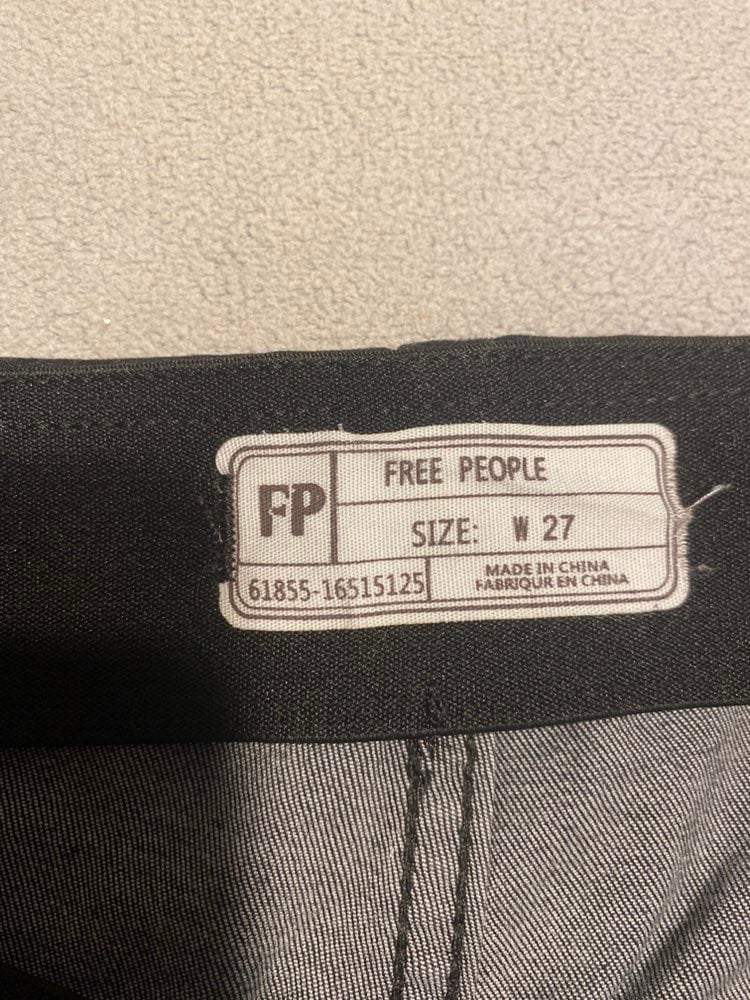 FP
FREE PEOPLE
SIZE: W 27
61855-16515125
MADE IN CHINA
FABRIQUR EN CHINA